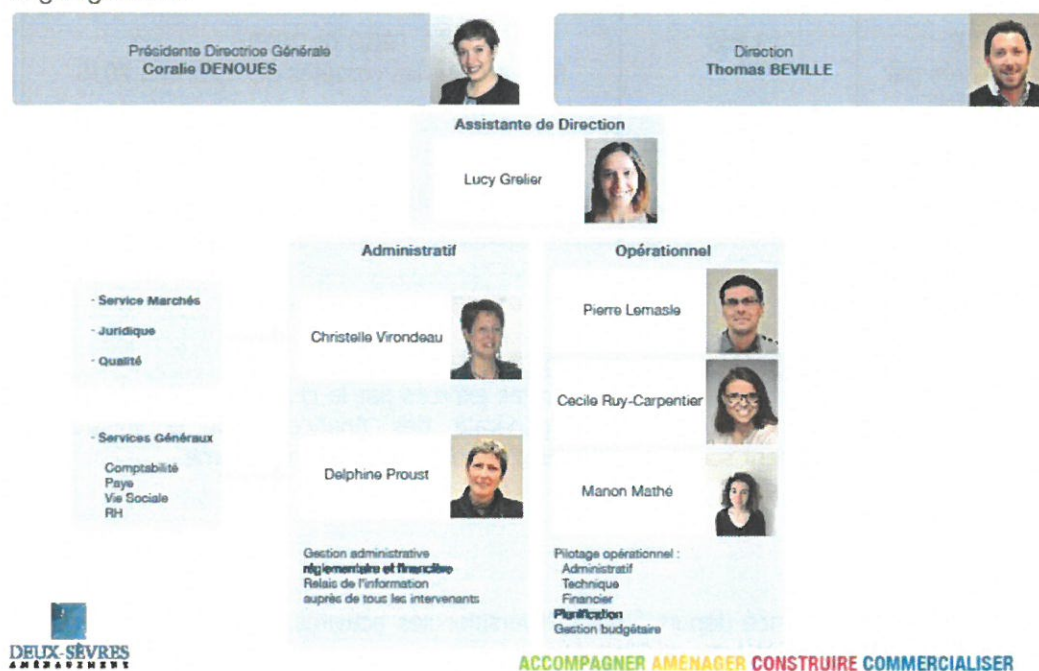 Présidente Directrice Générale
Coralie DENOUES
Direction
Thomas BEVILLE
Assistante de Direction
Lucy Grelier
Administratif
Opérationnel
- Service Marchés
- Juridique
- Qualité
Christelle Virondeau
Pierre Lemasle
Cecile Ruy-Carpentier
- Services Généraux
Comptabilité
Paye
Vie Sociale
RH
Delphine Proust
Manon Mathé
Gestion administrative
réglementaire et financière
Relais de l'information
auprès de tous les intervenants
Pilotage opérationnel :
Administratif
Technique
Financier
Planification
Gestion budgétaire
DEUX-SÈVRES
AMÉNAGEMENT
ACCOMPAGNER AMÉNAGER CONSTRUIRE COMMERCIALISER